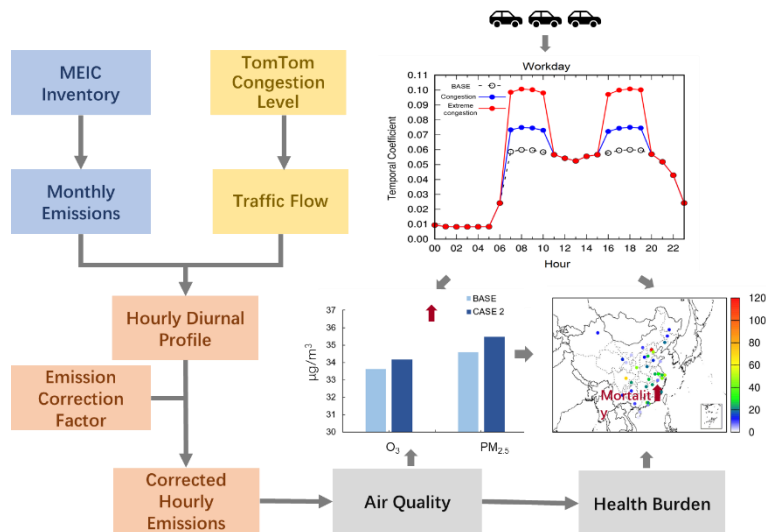 MEIC
Inventory
TomTom
Congestion
Level
Monthly
Emissions
Traffic Flow
Hourly Diurnal
Profile
Emission
Correction
Factor
Corrected
Hourly
Emissions
Air Quality
Health Burden
Workday
Temporal Coefficient
0.11
0.10
0.09
0.08
0.07
0.06
0.05
0.04
0.03
0.02
0.01
0.00
BASE
Congestion
Extreme
congestion
00 02 04 06 08 10 12 14 16 18 20 22
Hour
BASE
CASE 2
μg/m³
37
36
35
34
33
32
31
30
O₃
PM₂.₅
Mortalit
y
120
100
80
60
40
20
0